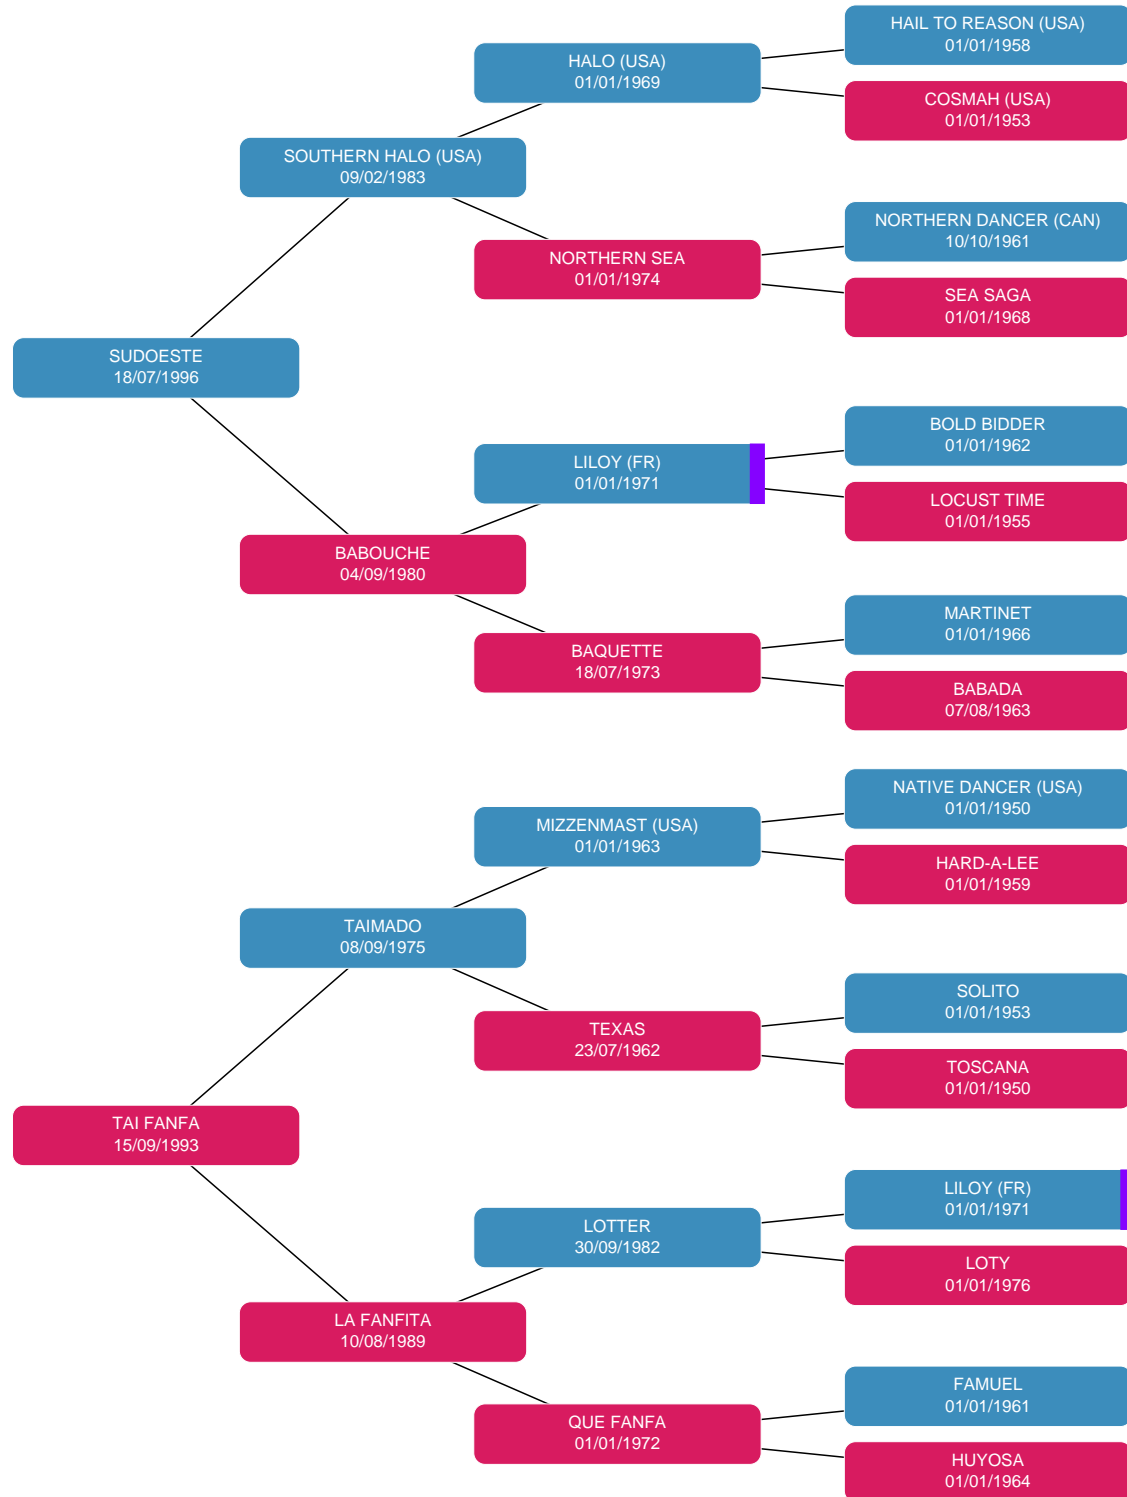 HAIL TO REASON (USA)
01/01/1958
HALO (USA)
01/01/1969
COSMAH (USA)
01/01/1953
SOUTHERN HALO (USA)
09/02/1983
NORTHERN DANCER (CAN)
10/10/1961
NORTHERN SEA
01/01/1974
SEA SAGA
01/01/1968
SUDOESTE
18/07/1996
BOLD BIDDER
01/01/1962
LILOY (FR)
01/01/1971
LOCUST TIME
01/01/1955
BABOUCHE
04/09/1980
MARTINET
01/01/1966
BAQUETTE
18/07/1973
BABADA
07/08/1963
NATIVE DANCER (USA)
01/01/1950
MIZZENMAST (USA)
01/01/1963
HARD-A-LEE
01/01/1959
TAIMADO
08/09/1975
SOLITO
01/01/1953
TEXAS
23/07/1962
TOSCANA
01/01/1950
TAI FANFA
15/09/1993
LILOY (FR)
01/01/1971
LOTTER
30/09/1982
LOTY
01/01/1976
LA FANFITA
10/08/1989
FAMUEL
01/01/1961
QUE FANFA
01/01/1972
HUYOSA
01/01/1964